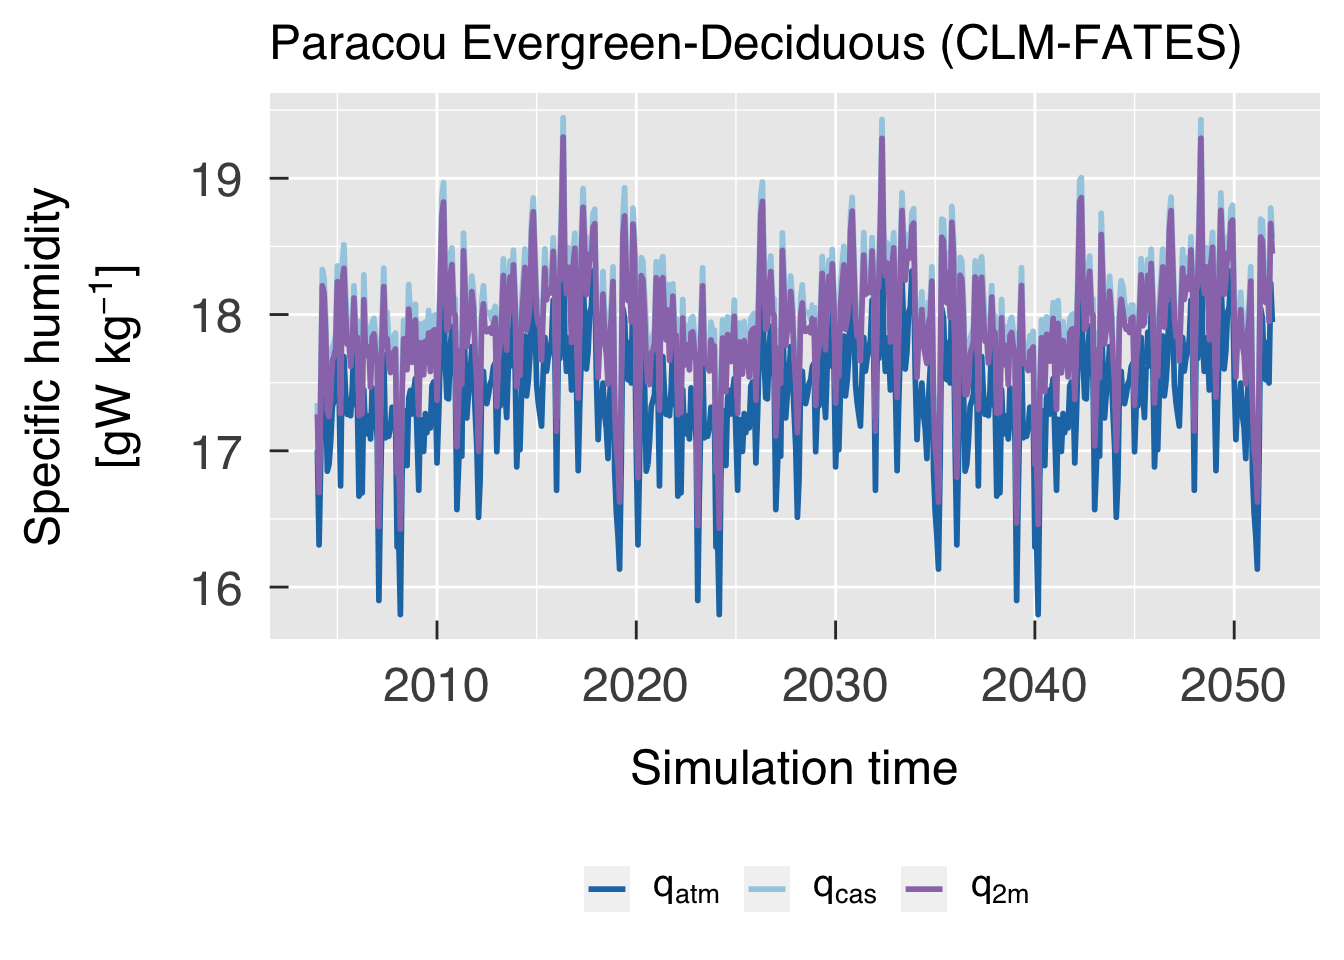 Paracou Evergreen-Deciduous (CLM-FATES)
Specific humidity
[gW kg⁻¹]
19
18
17
16
2010 2020 2030 2040 2050
Simulation time
qatm qcas q2m